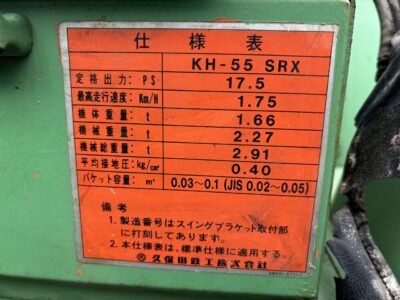 仕様表
KH-55 SRX
定格出力: PS 17.5
最高走行速度: Km/H 1.75
機体重量: t 1.66
機械重量: t 2.27
機械総重量: t 2.91
平均接地圧: kg/cm² 0.40
バケット容量: m³ 0.03~0.1 (JIS 0.02~0.05)
備考
1. 製造番号はスイングブラケット取付部
に打刻してあります。
2. 本仕様表は、標準仕様に適用する。
久保田鉄工株式会社